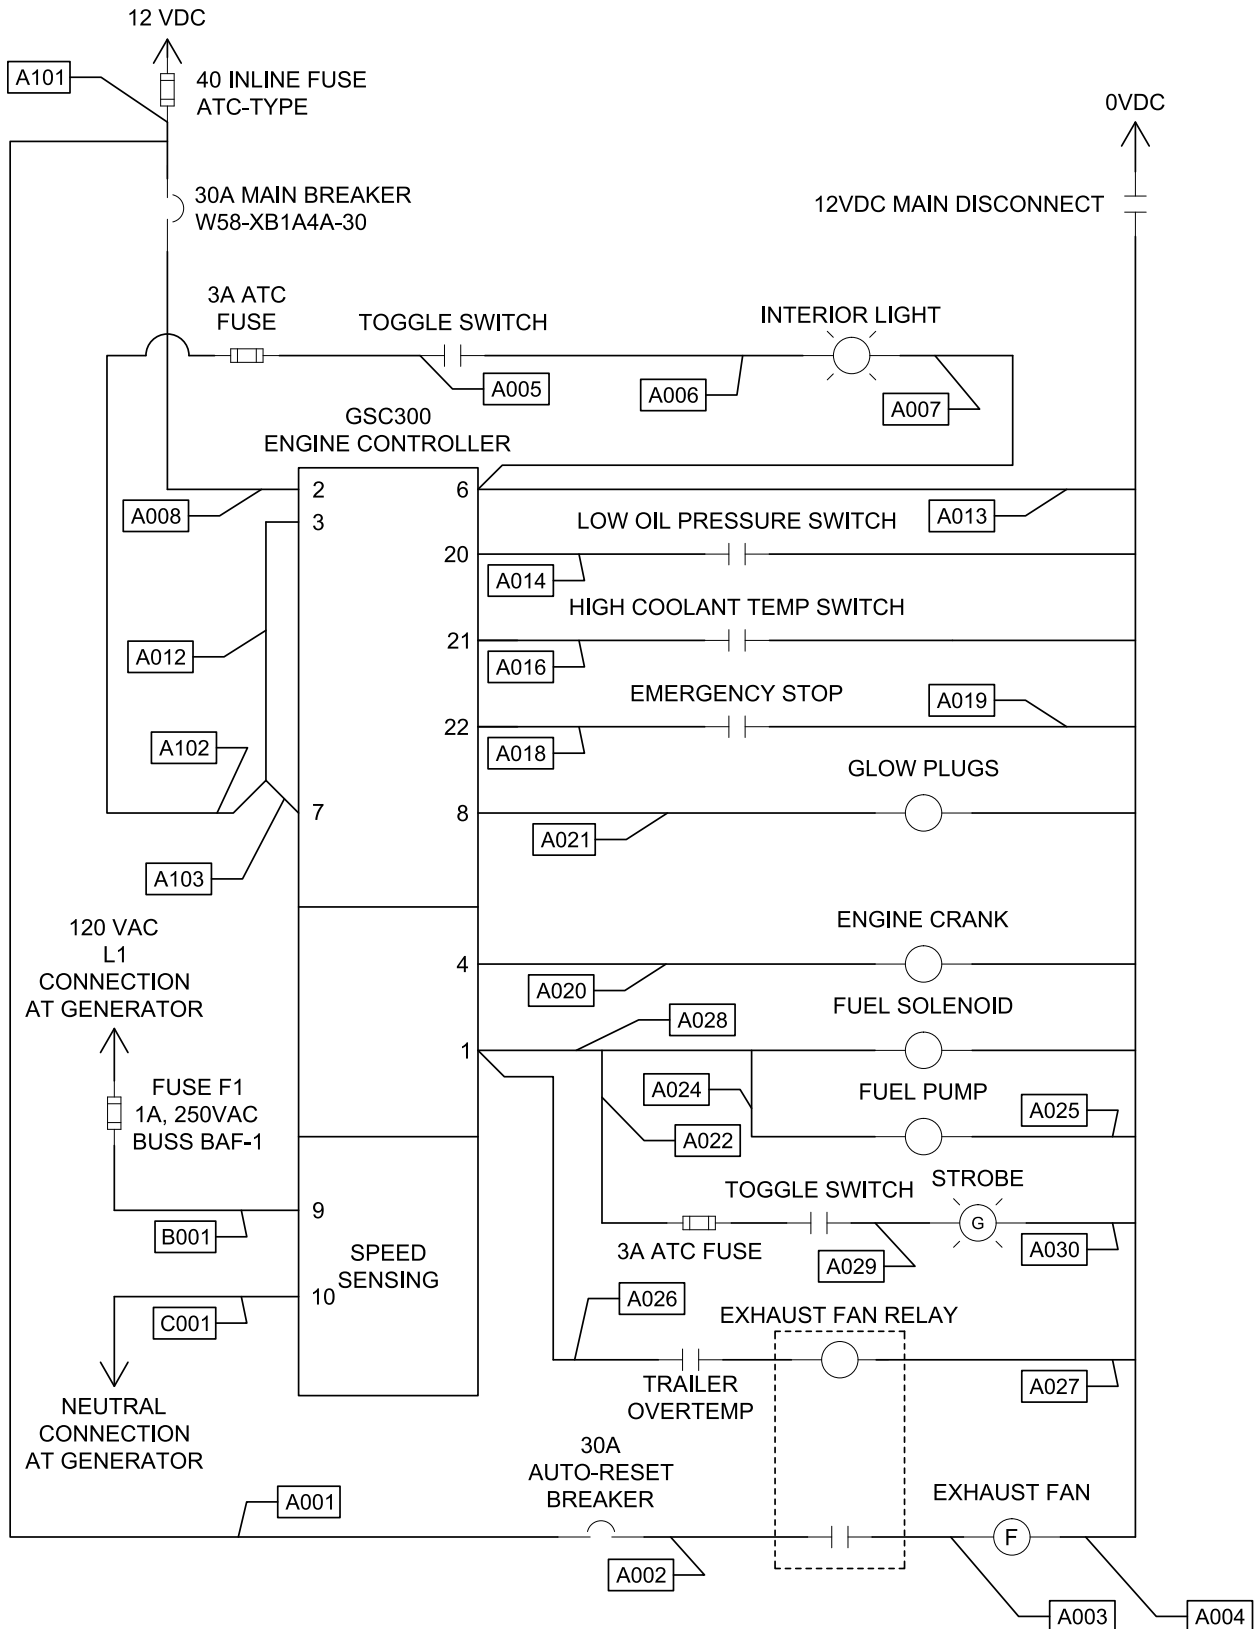 12 VDC
A101
40 INLINE FUSE
ATC-TYPE
0VDC
30A MAIN BREAKER
W58-XB1A4A-30
12VDC MAIN DISCONNECT
3A ATC
FUSE
TOGGLE SWITCH
INTERIOR LIGHT
A005
A006
A007
GSC300
ENGINE CONTROLLER
2
6
A008
A013
3
LOW OIL PRESSURE SWITCH
20
A014
HIGH COOLANT TEMP SWITCH
21
A012
A016
EMERGENCY STOP
A019
22
A102
A018
GLOW PLUGS
7
8
A021
A103
120 VAC
L1
CONNECTION
AT GENERATOR
ENGINE CRANK
4
A020
A028
FUEL SOLENOID
1
FUSE F1
1A, 250VAC
BUSS BAF-1
A024
FUEL PUMP
A025
A022
TOGGLE SWITCH
STROBE
9
G
B001
SPEED
SENSING
3A ATC FUSE
A029
A030
10
A026
C001
EXHAUST FAN RELAY
TRAILER
OVERTEMP
A027
NEUTRAL
CONNECTION
AT GENERATOR
30A
AUTO-RESET
BREAKER
A001
EXHAUST FAN
F
A002
A003
A004